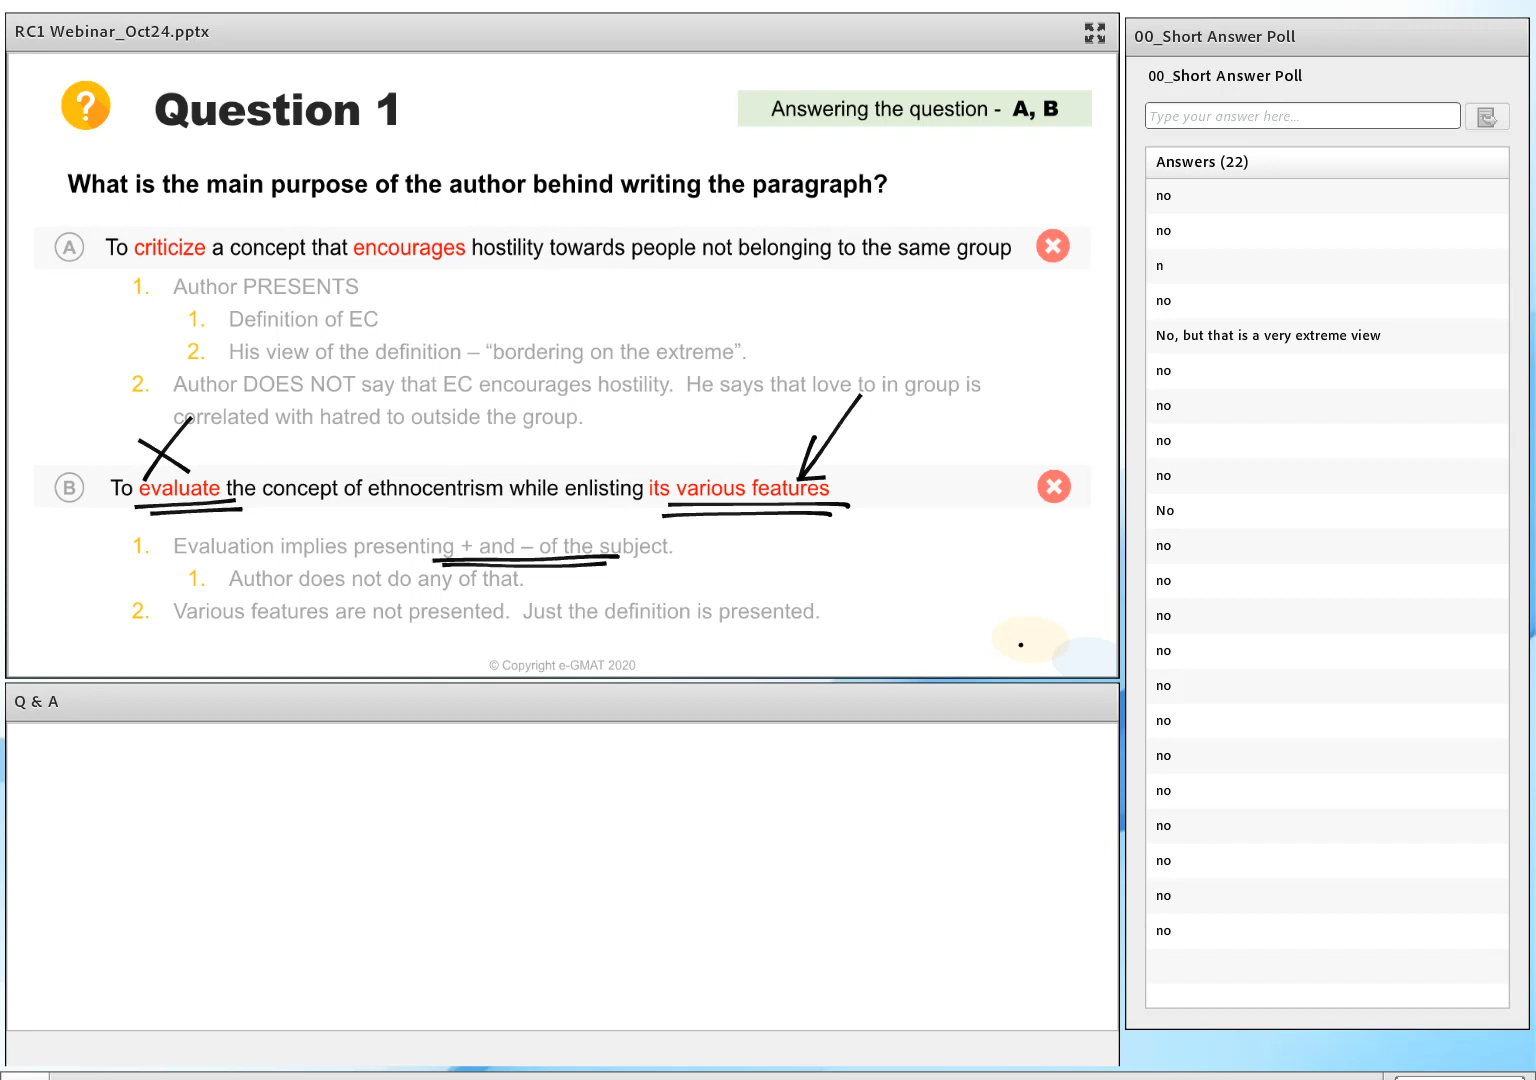 RC1 Webinar_Oct24.pptx
?
Question 1
Answering the question - A, B
What is the main purpose of the author behind writing the paragraph?
A To criticize a concept that encourages hostility towards people not belonging to the same group
1. Author PRESENTS
1. Definition of EC
2. His view of the definition – “bordering on the extreme”.
2. Author DOES NOT say that EC encourages hostility. He says that love to in group is
correlated with hatred to outside the group.
B To evaluate the concept of ethnocentrism while enlisting its various features
1. Evaluation implies presenting + and – of the subject.
1. Author does not do any of that.
2. Various features are not presented. Just the definition is presented.
© Copyright e-GMAT 2020
Q & A
00_Short Answer Poll
00_Short Answer Poll
Type your answer here...
Answers (22)
no
no
n
no
No, but that is a very extreme view
no
no
no
no
No
no
no
no
no
no
no
no
no
no
no
no
no